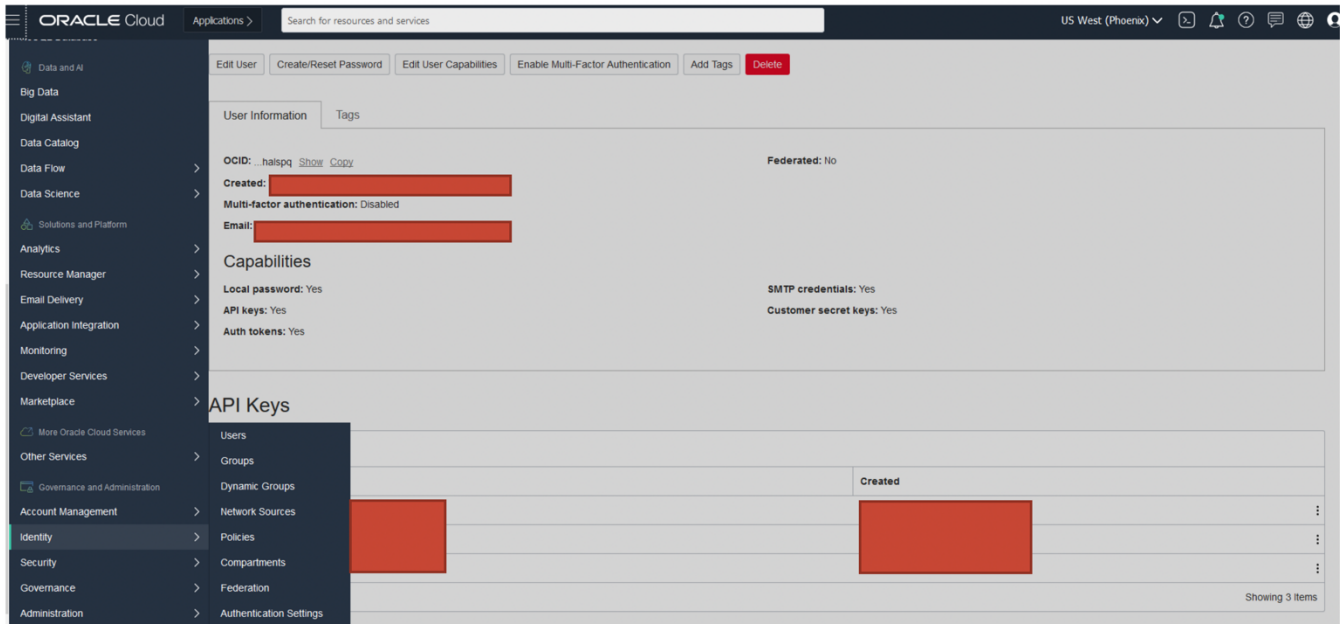 ORACLE Cloud
Applications >
Search for resources and services
US West (Phoenix)
Data and AI
Big Data
Digital Assistant
Data Catalog
Data Flow
Data Science
Solutions and Platform
Analytics
Resource Manager
Email Delivery
Application Integration
Monitoring
Developer Services
Marketplace
More Oracle Cloud Services
Other Services
Governance and Administration
Account Management
Identity
Security
Governance
Administration
Users
Groups
Dynamic Groups
Network Sources
Policies
Compartments
Federation
Authentication Settings
Edit User
Create/Reset Password
Edit User Capabilities
Enable Multi-Factor Authentication
Add Tags
Delete
User Information
Tags
OCID: ...halspq Show Copy
Federated: No
Created:
Multi-factor authentication: Disabled
Email:
Capabilities
Local password: Yes
SMTP credentials: Yes
API keys: Yes
Customer secret keys: Yes
Auth tokens: Yes
API Keys
Created
Showing 3 Items